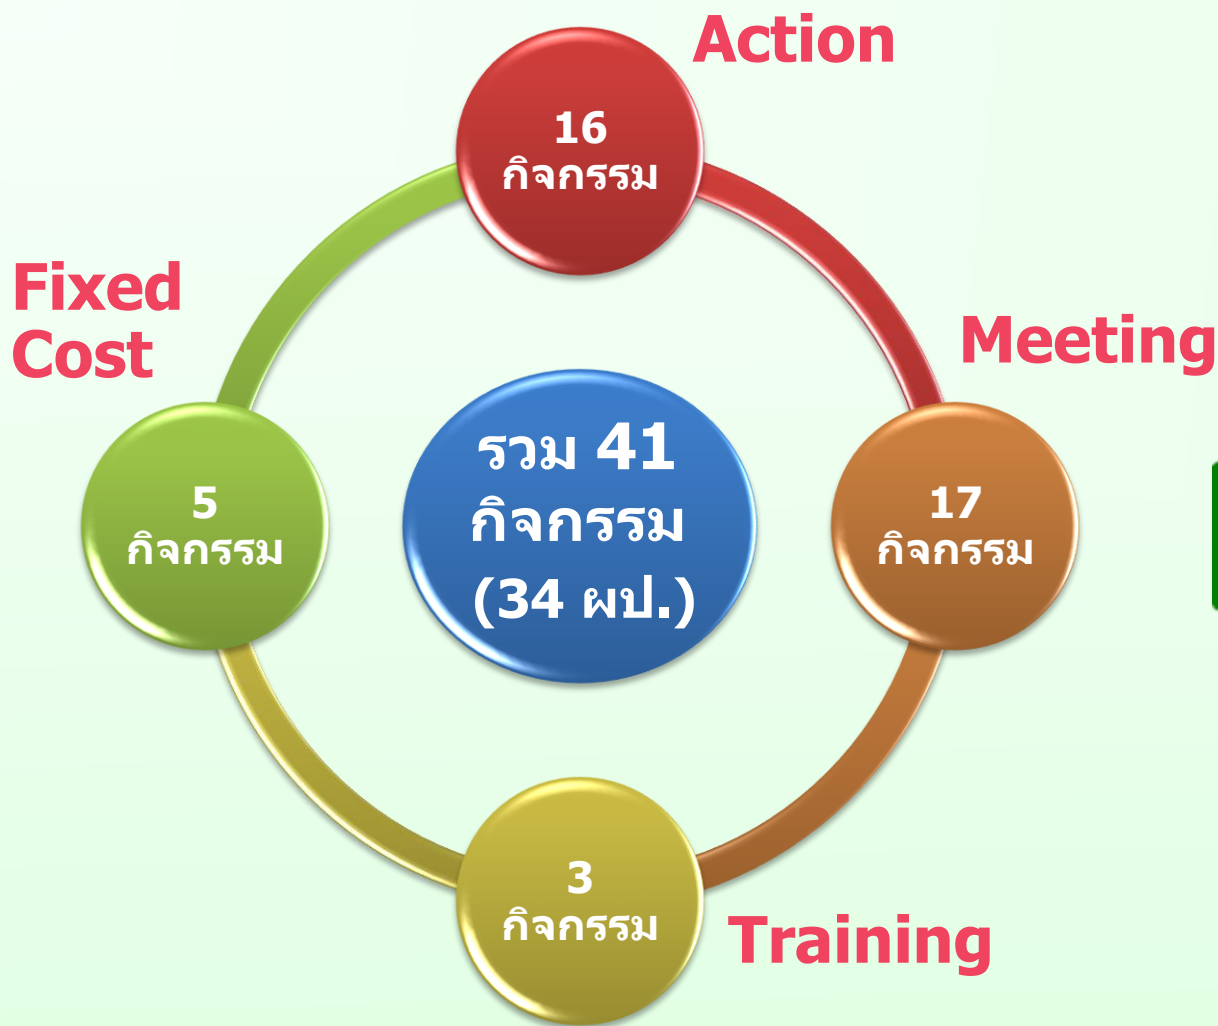 Action
16
กิจกรรม
Fixed
Cost
Meeting
รวม 41
กิจกรรม
(34 ผป.)
5
กิจกรรม
17
กิจกรรม
3
กิจกรรม
Training